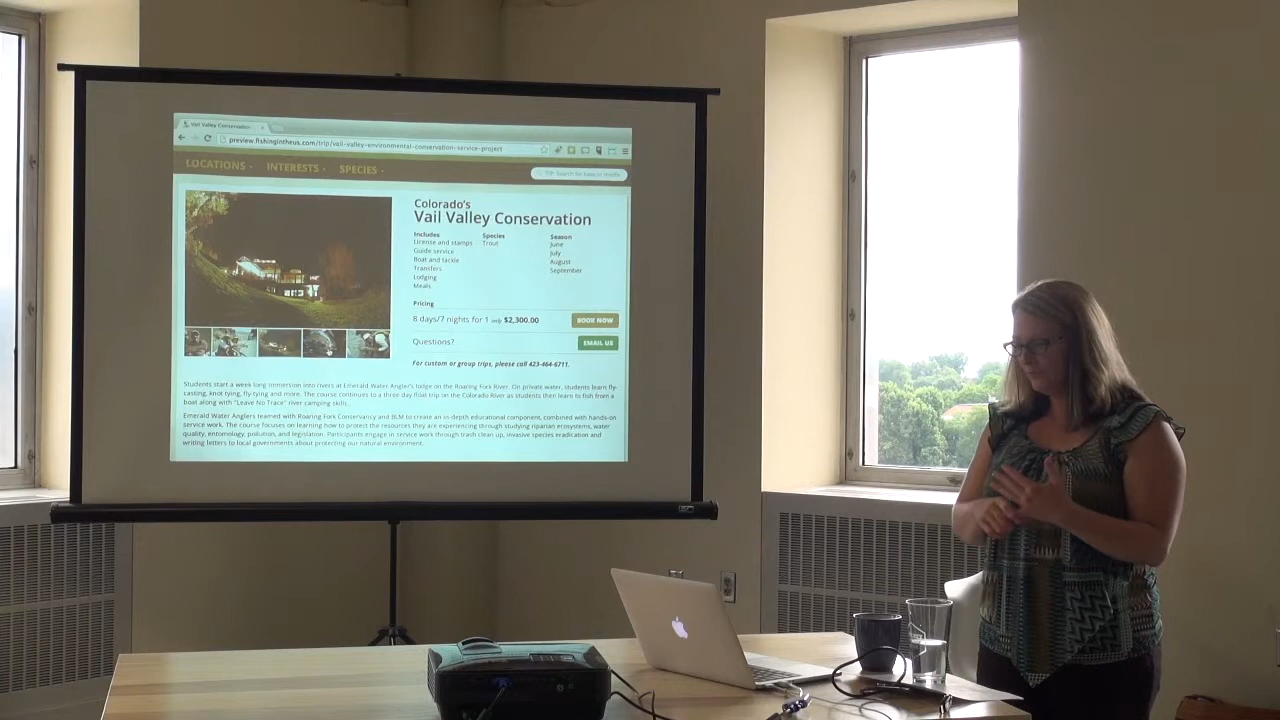 Vail Valley Conservation
preview.fishingintheus.com/trip/vail-valley-environmental-conservation-service-project
LOCATIONS INTERESTS SPECIES
Colorado's
Vail Valley Conservation
Includes
License and stamps
Guide service
Boat and tackle
Transfers
Lodging
Meals
Species
Trout
Season
June
July
August
September
Pricing
8 days/7 nights for 1 only $2,300.00
BOOK NOW
Questions?
EMAIL US
For custom or group trips, please call 423-464-6711.
Students start a week long immersion into rivers at Emerald Water Angler's lodge on the Roaring Fork River. On private water, students learn fly-
casting, knot tying, fly tying and more. The course continues to a three day float trip on the Colorado River as students then learn to fish from a
boat along with "Leave No Trace" river camping skills.
Emerald Water Anglers teamed with Roaring Fork Conservancy and BLM to create an in-depth educational component, combined with hands-on
service work. The course focuses on learning how to protect the resources they are experiencing through studying riparian ecosystems, water
quality, entomology, pollution, and legislation. Participants engage in service work through trash clean up, invasive species eradication and
writing letters to local governments about protecting our natural environment.